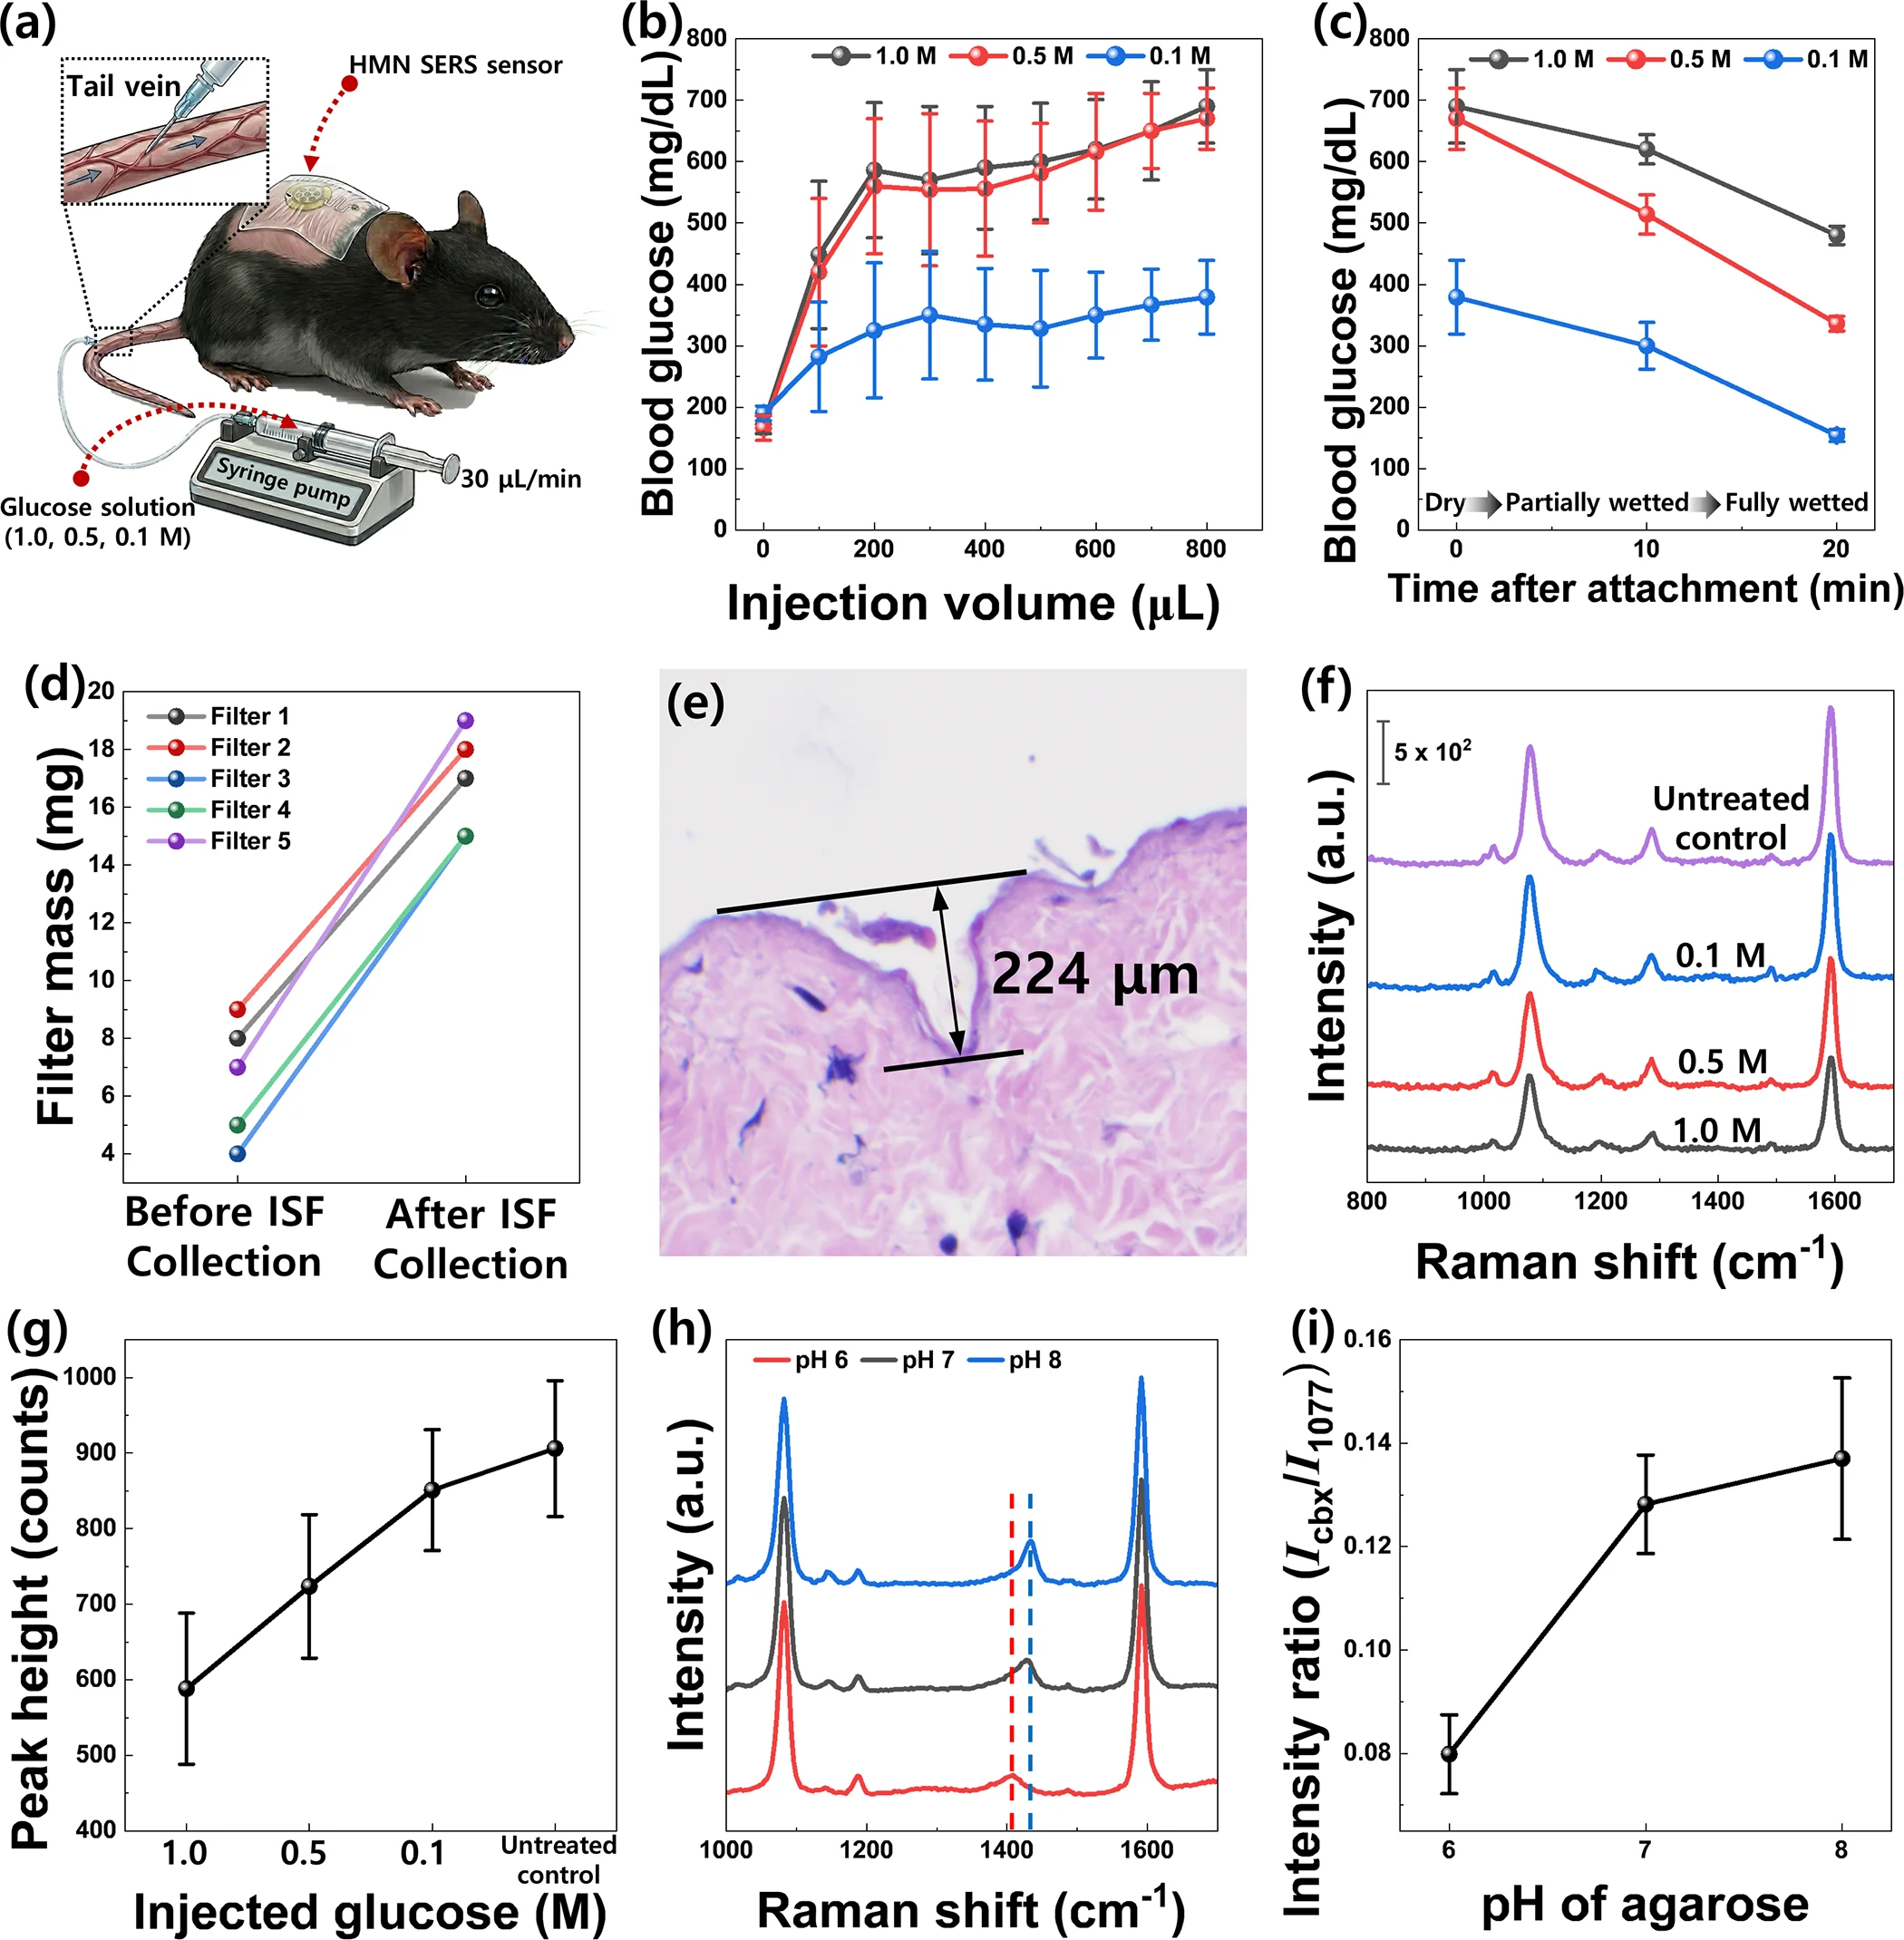 (a)
Tail vein
HMN SERS sensor
Syringe pump
30 μL/min
Glucose solution
(1.0, 0.5, 0.1 M)
(b)
1.0 M 0.5 M 0.1 M
Blood glucose (mg/dL)
800
700
600
500
400
300
200
100
0
0 200 400 600 800
Injection volume (μL)
(c)
1.0 M 0.5 M 0.1 M
Blood glucose (mg/dL)
800
700
600
500
400
300
200
100
0
Dry Partially wetted Fully wetted
0 10 20
Time after attachment (min)
(d)
Filter 1
Filter 2
Filter 3
Filter 4
Filter 5
Filter mass (mg)
20
18
16
14
12
10
8
6
4
Before ISF
Collection
After ISF
Collection
(e)
224 μm
(f)
5 x 10²
Untreated
control
0.1 M
0.5 M
1.0 M
Intensity (a.u.)
800 1000 1200 1400 1600
Raman shift (cm⁻¹)
(g)
Peak height (counts)
1000
900
800
700
600
500
400
1.0 0.5 0.1 Untreated
control
Injected glucose (M)
(h)
pH 6 pH 7 pH 8
Intensity (a.u.)
1000 1200 1400 1600
Raman shift (cm⁻¹)
(i)
Intensity ratio (I cbx/I 1077)
0.16
0.14
0.12
0.10
0.08
6 7 8
pH of agarose